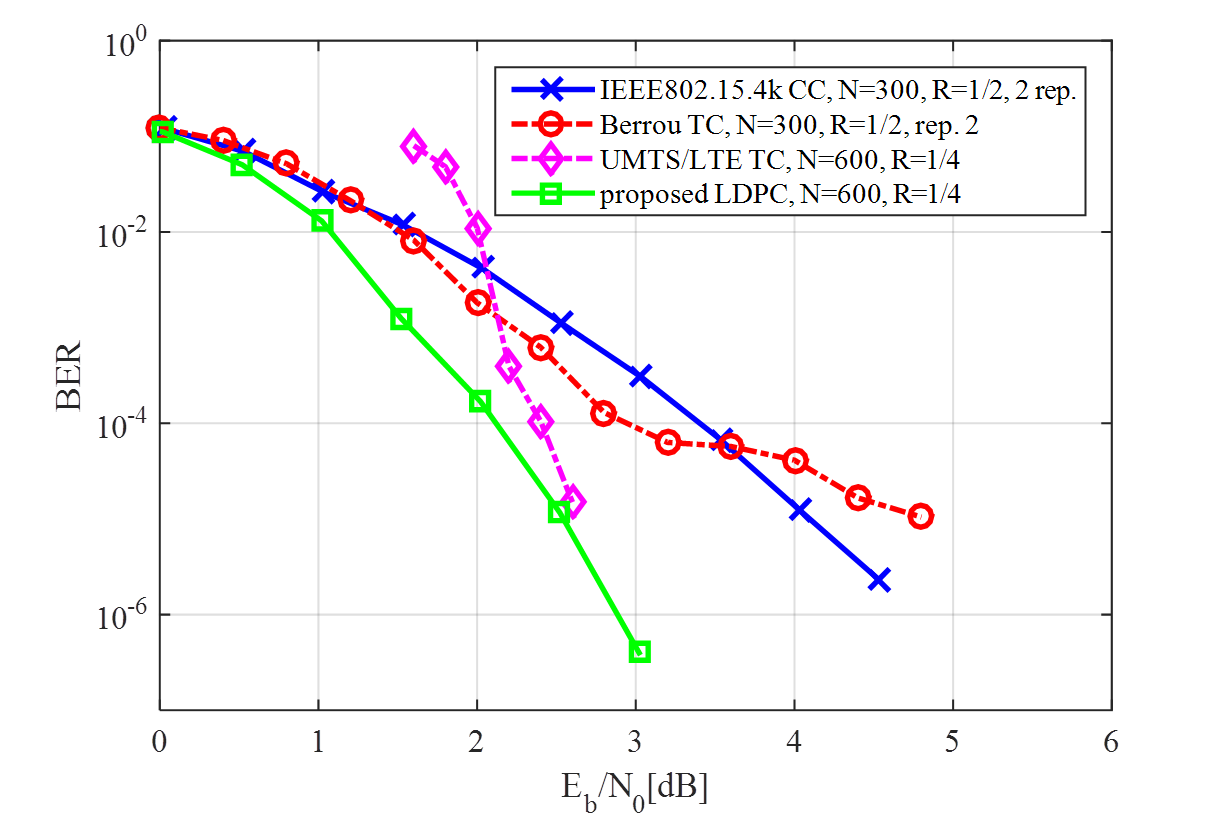 10^0
IEEE802.15.4k CC, N=300, R=1/2, 2 rep.
Berrou TC, N=300, R=1/2, rep. 2
UMTS/LTE TC, N=600, R=1/4
proposed LDPC, N=600, R=1/4
10^-2
BER
10^-4
10^-6
0 1 2 3 4 5 6
E_b/N_0[dB]